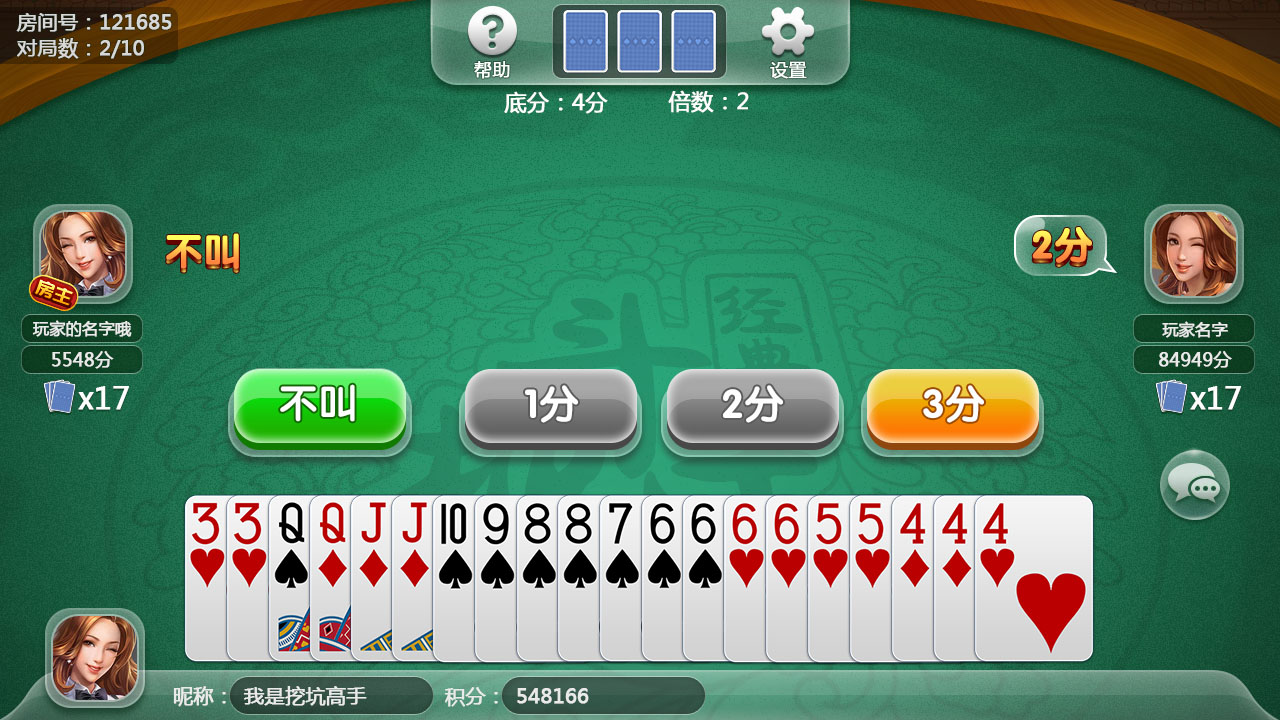 房间号：121685
对局数：2/10
帮助
设置
底分：4分
倍数：2
不叫
2分
房主
玩家的名字哦
5548分
x17
玩家名字
84949分
x17
经典
不叫
1分
2分
3分
3 3 Q Q J J 10 9 8 8 7 6 6 6 6 5 5 4 4 4
昵称：
我是挖坑高手
积分：
548166